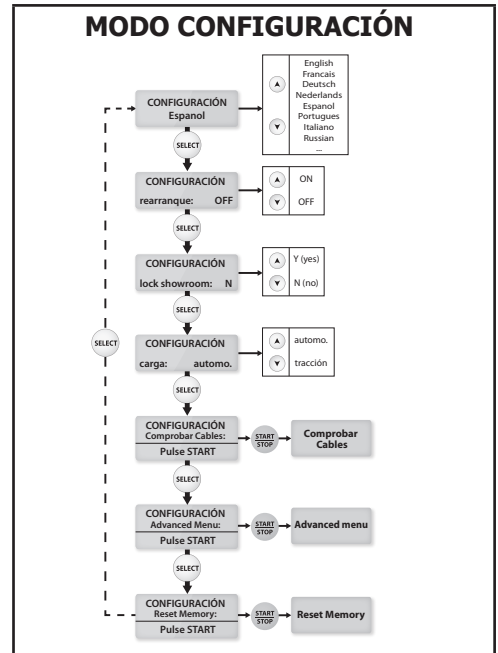 MODO CONFIGURACIÓN
CONFIGURACIÓN
Espanol
English
Francais
Deutsch
Nederlands
Espanol
Portugues
Italiano
Russian
...
SELECT
CONFIGURACIÓN
rearranque: OFF
ON
OFF
SELECT
CONFIGURACIÓN
lock showroom: N
Y (yes)
N (no)
SELECT
SELECT
CONFIGURACIÓN
carga: automo.
automo.
tracción
SELECT
CONFIGURACIÓN
Comprobar Cables:
Pulse START
START
STOP
Comprobar
Cables
SELECT
CONFIGURACIÓN
Advanced Menu:
Pulse START
START
STOP
Advanced menu
SELECT
CONFIGURACIÓN
Reset Memory:
Pulse START
START
STOP
Reset Memory